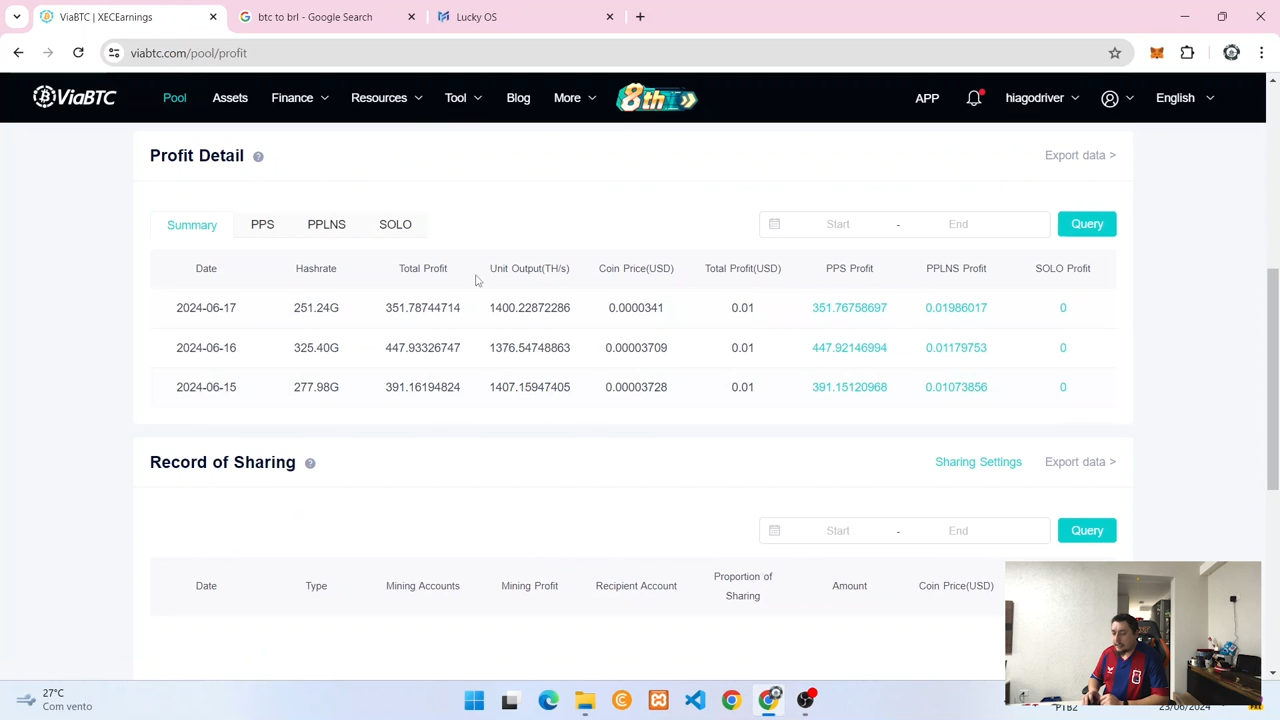 ViaBTC | XECEarnings
btc to brl - Google Search
Lucky OS
viabtc.com/pool/profit
ViaBTC
Pool
Assets
Finance
Resources
Tool
Blog
More
8th
APP
hiagodriver
English
Profit Detail
Export data >
Summary
PPS
PPLNS
SOLO
Start - End
Query
Date Hashrate Total Profit Unit Output(TH/s) Coin Price(USD) Total Profit(USD) PPS Profit PPLNS Profit SOLO Profit
2024-06-17 251.24G 351.78744714 1400.22872286 0.0000341 0.01 351.76758697 0.01986017 0
2024-06-16 325.40G 447.93326747 1376.54748863 0.00003709 0.01 447.92146994 0.01179753 0
2024-06-15 277.98G 391.16194824 1407.15947405 0.00003728 0.01 391.15120968 0.01073856 0
Record of Sharing
Sharing Settings
Export data >
Start - End
Query
Date Type Mining Accounts Mining Profit Recipient Account Proportion of
Sharing Amount Coin Price(USD)
27°C
Com vento
PTB2
23/06/2024